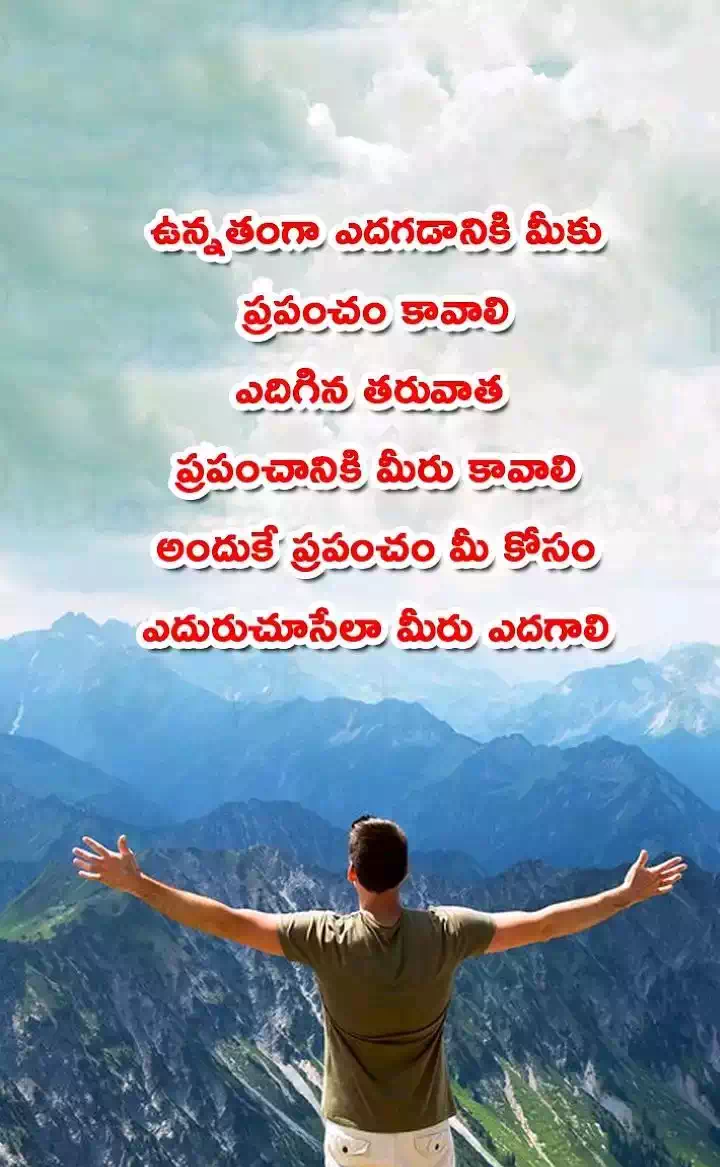 ఉన్నతంగా ఎదగడానికి మీకు
ప్రపంచం కావాలి
ఎదిగిన తరువాత
ప్రపంచానికి మీరు కావాలి
అందుకే ప్రపంచం మీ కోసం
ఎదురుచూసేలా మీరు ఎదగాలి